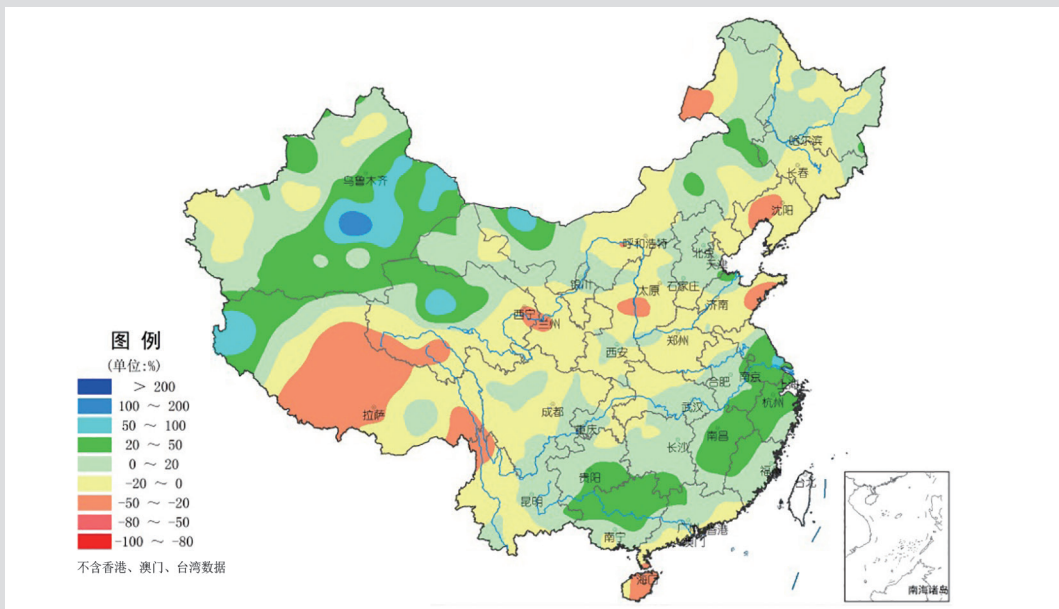 哈尔滨
长春
乌鲁木齐
沈阳
呼和浩特
北京
天津
银川
太原
石家庄
西宁
兰州
济南
郑州
西安
图例
(单位:%)
> 200
100 ～ 200
50 ～ 100
20 ～ 50
0 ～ 20
-20 ～ 0
-50 ～ -20
-80 ～ -50
-100 ～ -80
不含香港、澳门、台湾数据
合肥
南京
上海
杭州
拉萨
成都
武汉
重庆
南昌
长沙
贵阳
台北
昆明
南宁
香港
澳门
海口
南海诸岛